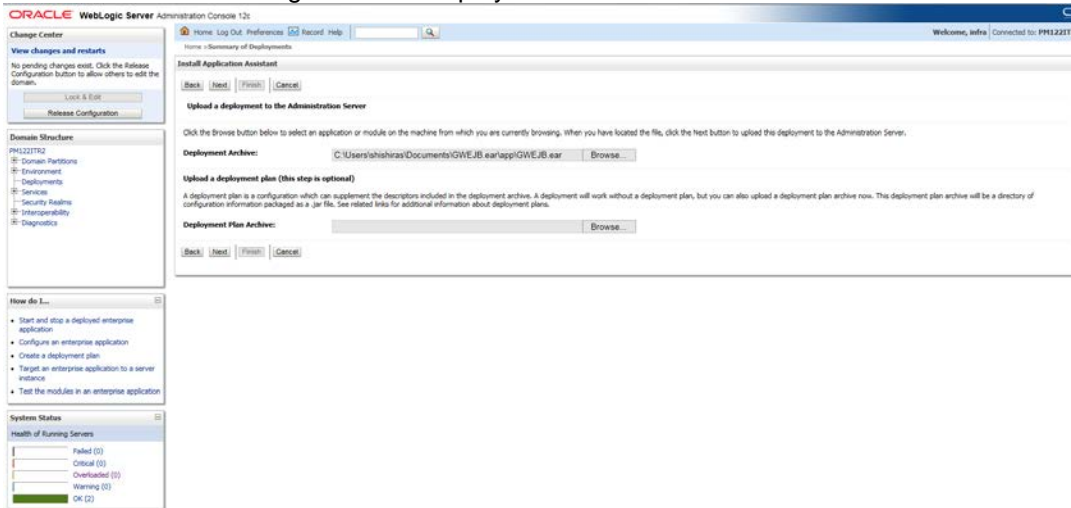 ORACLE WebLogic Server Administration Console 12c
Change Center
View changes and restarts
No pending changes exist. Click the Release
Configuration button to allow others to edit the
domain.
Lock & Edit
Release Configuration
Domain Structure
PM122ITR2
Domain Partitions
Environment
Deployments
Services
Security Realms
Interoperability
Diagnostics
How do I...
Start and stop a deployed enterprise
application
Configure an enterprise application
Create a deployment plan
Target an enterprise application to a server
instance
Test the modules in an enterprise application
System Status
Health of Running Servers
Failed (0)
Critical (0)
Overloaded (0)
Warning (0)
OK (2)
Home Log Out Preferences Record Help
Welcome, infra Connected to: PM122IT
Home >Summary of Deployments
Install Application Assistant
Back Next Finish Cancel
Upload a deployment to the Administration Server
Click the Browse button below to select an application or module on the machine from which you are currently browsing. When you have located the file, click the Next button to upload this deployment to the Administration Server.
Deployment Archive: C:\Users\shishiras\Documents\GWEJB.ear\app\GWEJB.ear Browse...
Upload a deployment plan (this step is optional)
A deployment plan is a configuration which can supplement the descriptors included in the deployment archive. A deployment will work without a deployment plan, but you can also upload a deployment plan archive now. This deployment plan archive will be a directory of
configuration information packaged as a .jar file. See related links for additional information about deployment plans.
Deployment Plan Archive: Browse...
Back Next Finish Cancel